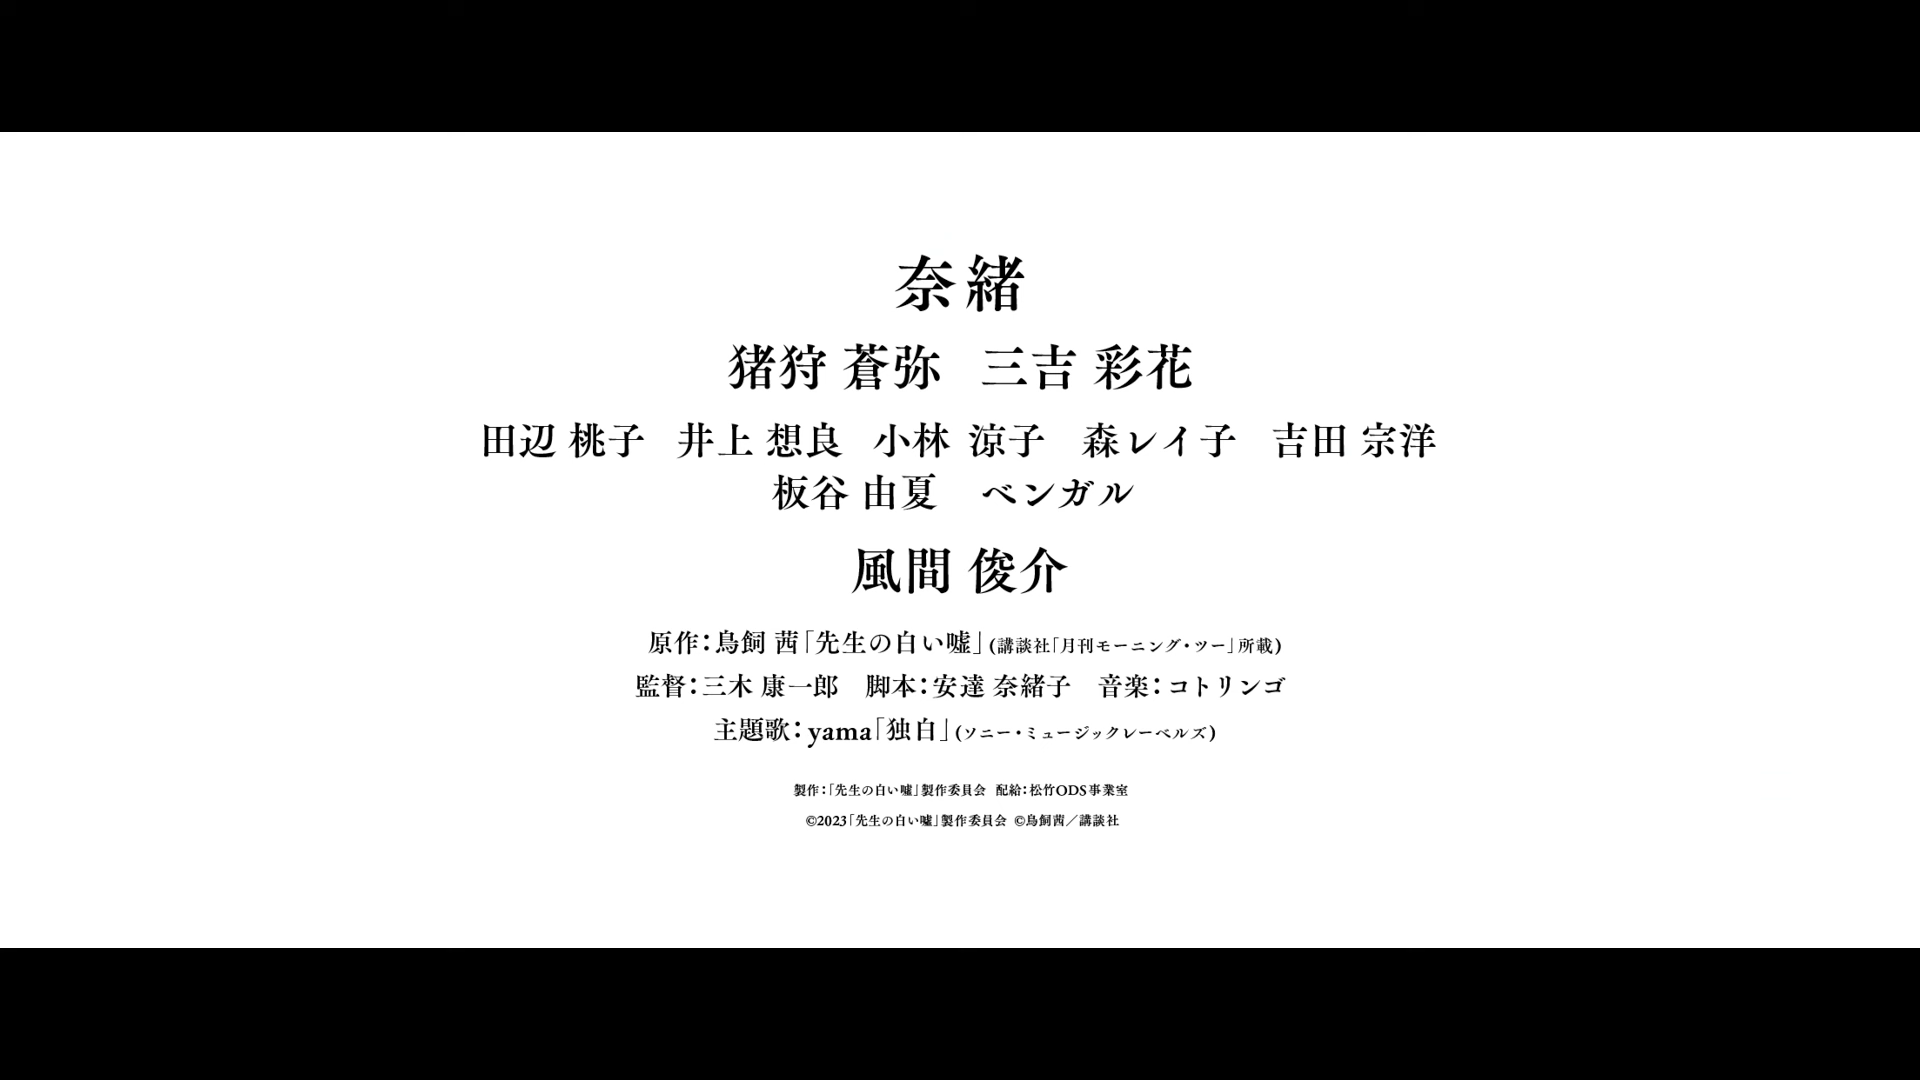 奈緒
猪狩 蒼弥 三吉 彩花
田辺 桃子 井上 想良 小林 涼子 森レイ子 吉田 宗洋
板谷 由夏 ベンガル
風間 俊介
原作：鳥飼 茜「先生の白い嘘」(講談社「月刊モーニング・ツー」所載)
監督：三木 康一郎 脚本：安達 奈緒子 音楽：コトリンゴ
主題歌：yama「独白」(ソニー・ミュージックレーベルズ)
製作：「先生の白い嘘」製作委員会 配給：松竹ODS事業室
©2023「先生の白い嘘」製作委員会 ©鳥飼茜／講談社